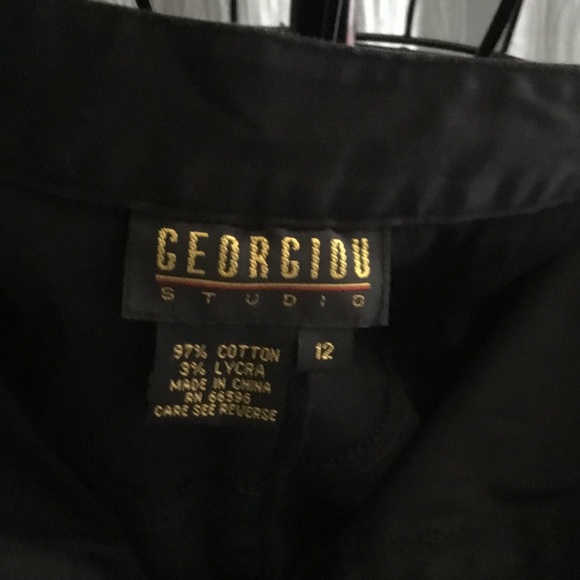 GEORGIOU
STUDIO
97% COTTON
3% LYCRA
MADE IN CHINA
RN 66596
CARE SEE REVERSE
12